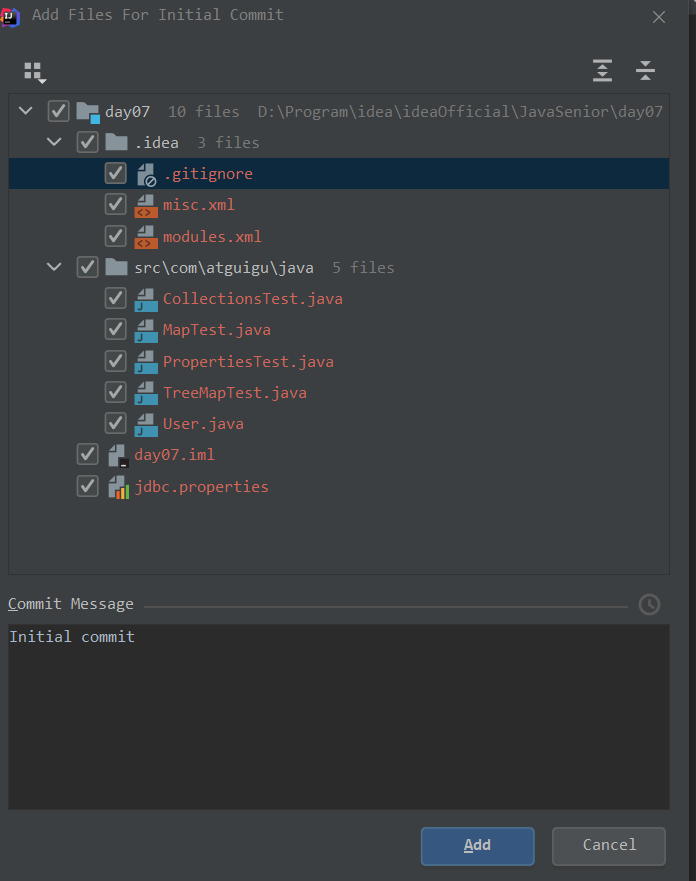 Add Files For Initial Commit
day07 10 files D:\Program\idea\ideaOfficial\JavaSenior\day07
.idea 3 files
.gitignore
misc.xml
modules.xml
src\com\atguigu\java 5 files
CollectionsTest.java
MapTest.java
PropertiesTest.java
TreeMapTest.java
User.java
day07.iml
jdbc.properties
Commit Message
Initial commit
Add Cancel